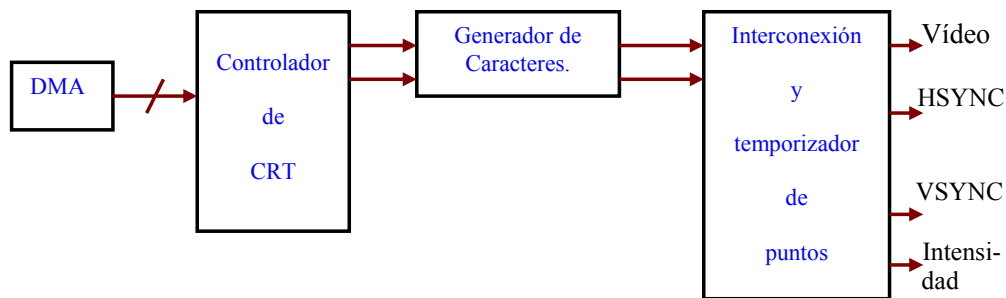 DMA
Controlador
de
CRT
Generador de
Caracteres.
Interconexión
y
temporizador
de
puntos
Vídeo
HSYNC
VSYNC
Intensi-
dad